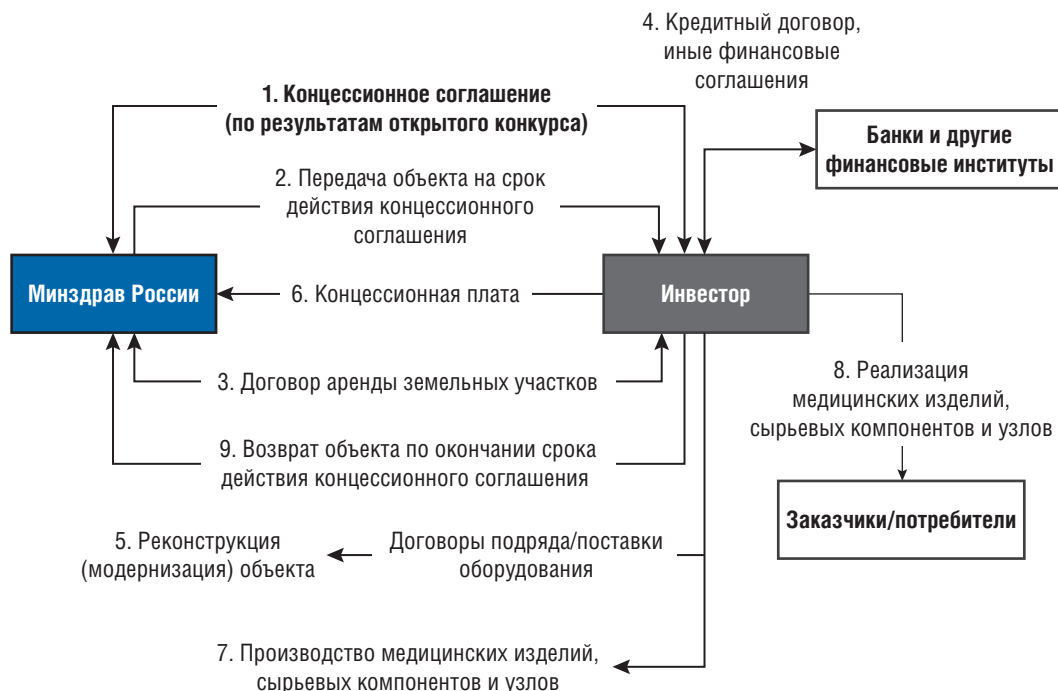 4. Кредитный договор,
иные финансовые
соглашения
1. Концессионное соглашение
(по результатам открытого конкурса)
Банки и другие
финансовые институты
2. Передача объекта на срок
действия концессионного
соглашения
Минздрав России
6. Концессионная плата
Инвестор
3. Договор аренды земельных участков
8. Реализация
медицинских изделий,
сырьевых компонентов и узлов
9. Возврат объекта по окончании срока
действия концессионного соглашения
Заказчики/потребители
5. Реконструкция
(модернизация) объекта
Договоры подряда/поставки
оборудования
7. Производство медицинских изделий,
сырьевых компонентов и узлов